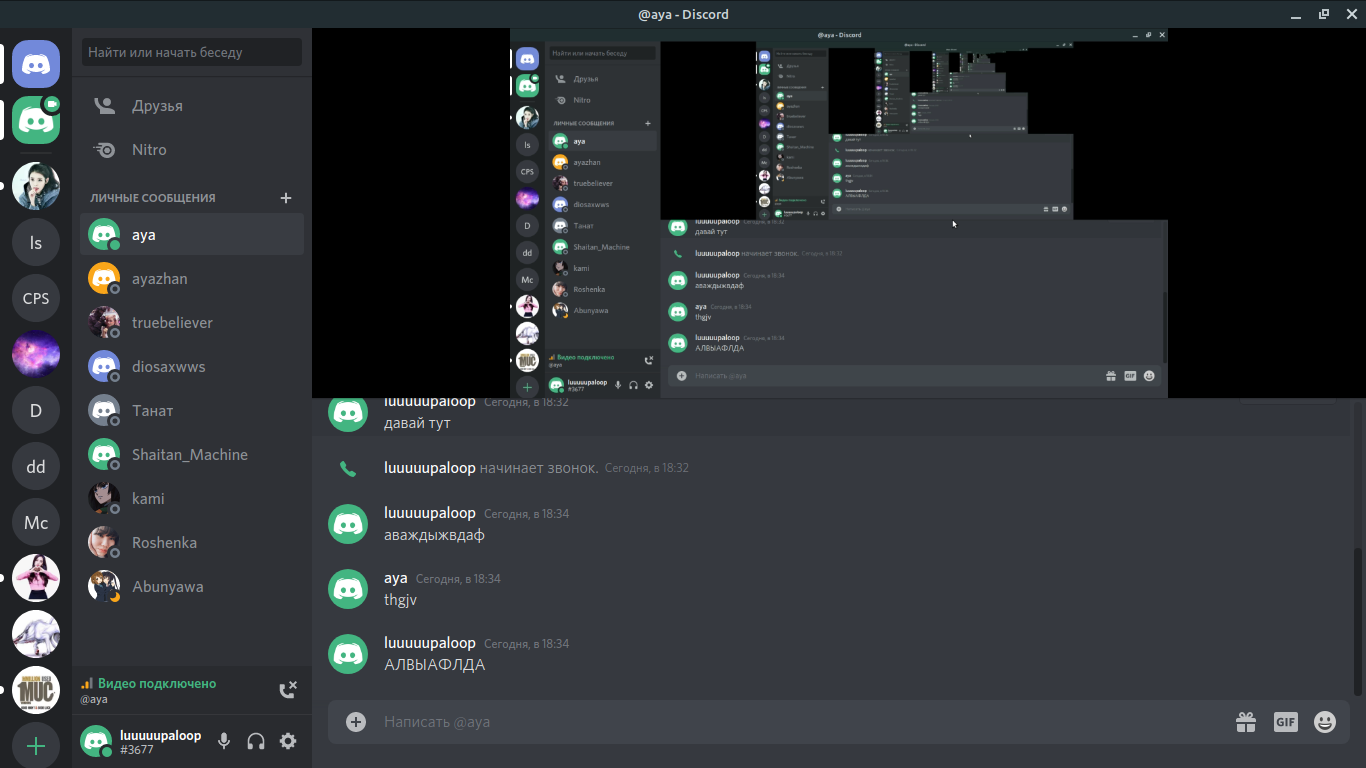 @aya - Discord
Найти или начать беседу
Друзья
Nitro
ЛИЧНЫЕ СООБЩЕНИЯ
aya
ayazhan
truebeliever
diosaxwws
Танат
Shaitan_Machine
kami
Roshenka
Abunyawa
Видео подключено
@aya
luuuuupaloop
#3677
ls
CPS
D
dd
Mc
MUC
@aya - Discord
Найти или начать беседу
Друзья
Nitro
ЛИЧНЫЕ СООБЩЕНИЯ
aya
ayazhan
truebeliever
diosaxwws
Танат
Shaitan_Machine
kami
Roshenka
Abunyawa
Видео подключено
@aya
luuuuupaloop
#3677
ls
CPS
D
dd
Mc
MUC
luuuuupaloop Сегодня, в 18:32
давай тут
luuuuupaloop начинает звонок. Сегодня, в 18:32
luuuuupaloop Сегодня, в 18:34
аваждыжвдаф
aya Сегодня, в 18:34
thgjv
luuuuupaloop Сегодня, в 18:34
АЛВЫАФЛДА
Написать @aya
GIF
luuuuupaloop Сегодня, в 18:32
давай тут
luuuuupaloop начинает звонок. Сегодня, в 18:32
luuuuupaloop Сегодня, в 18:34
аваждыжвдаф
aya Сегодня, в 18:34
thgjv
luuuuupaloop Сегодня, в 18:34
АЛВЫАФЛДА
Написать @aya
GIF